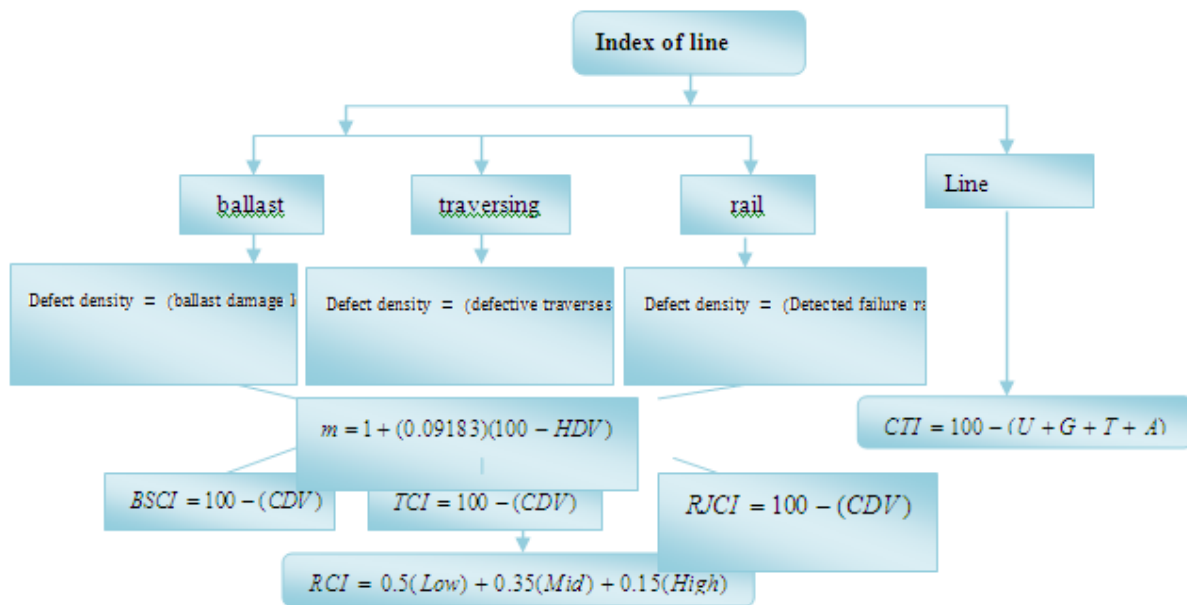 Index of line
ballast
traversing
rail
Line
Defect density = (ballast damage
Defect density = (defective traverses
Defect density = (Detected failure
m = 1 + (0.09183)(100 − HDV)
CTI = 100 − (U + G + T + A)
BSCI = 100 − (CDV)
TCI = 100 − (CDV)
RJCI = 100 − (CDV)
RCI = 0.5(Low) + 0.35(Mid) + 0.15(High)